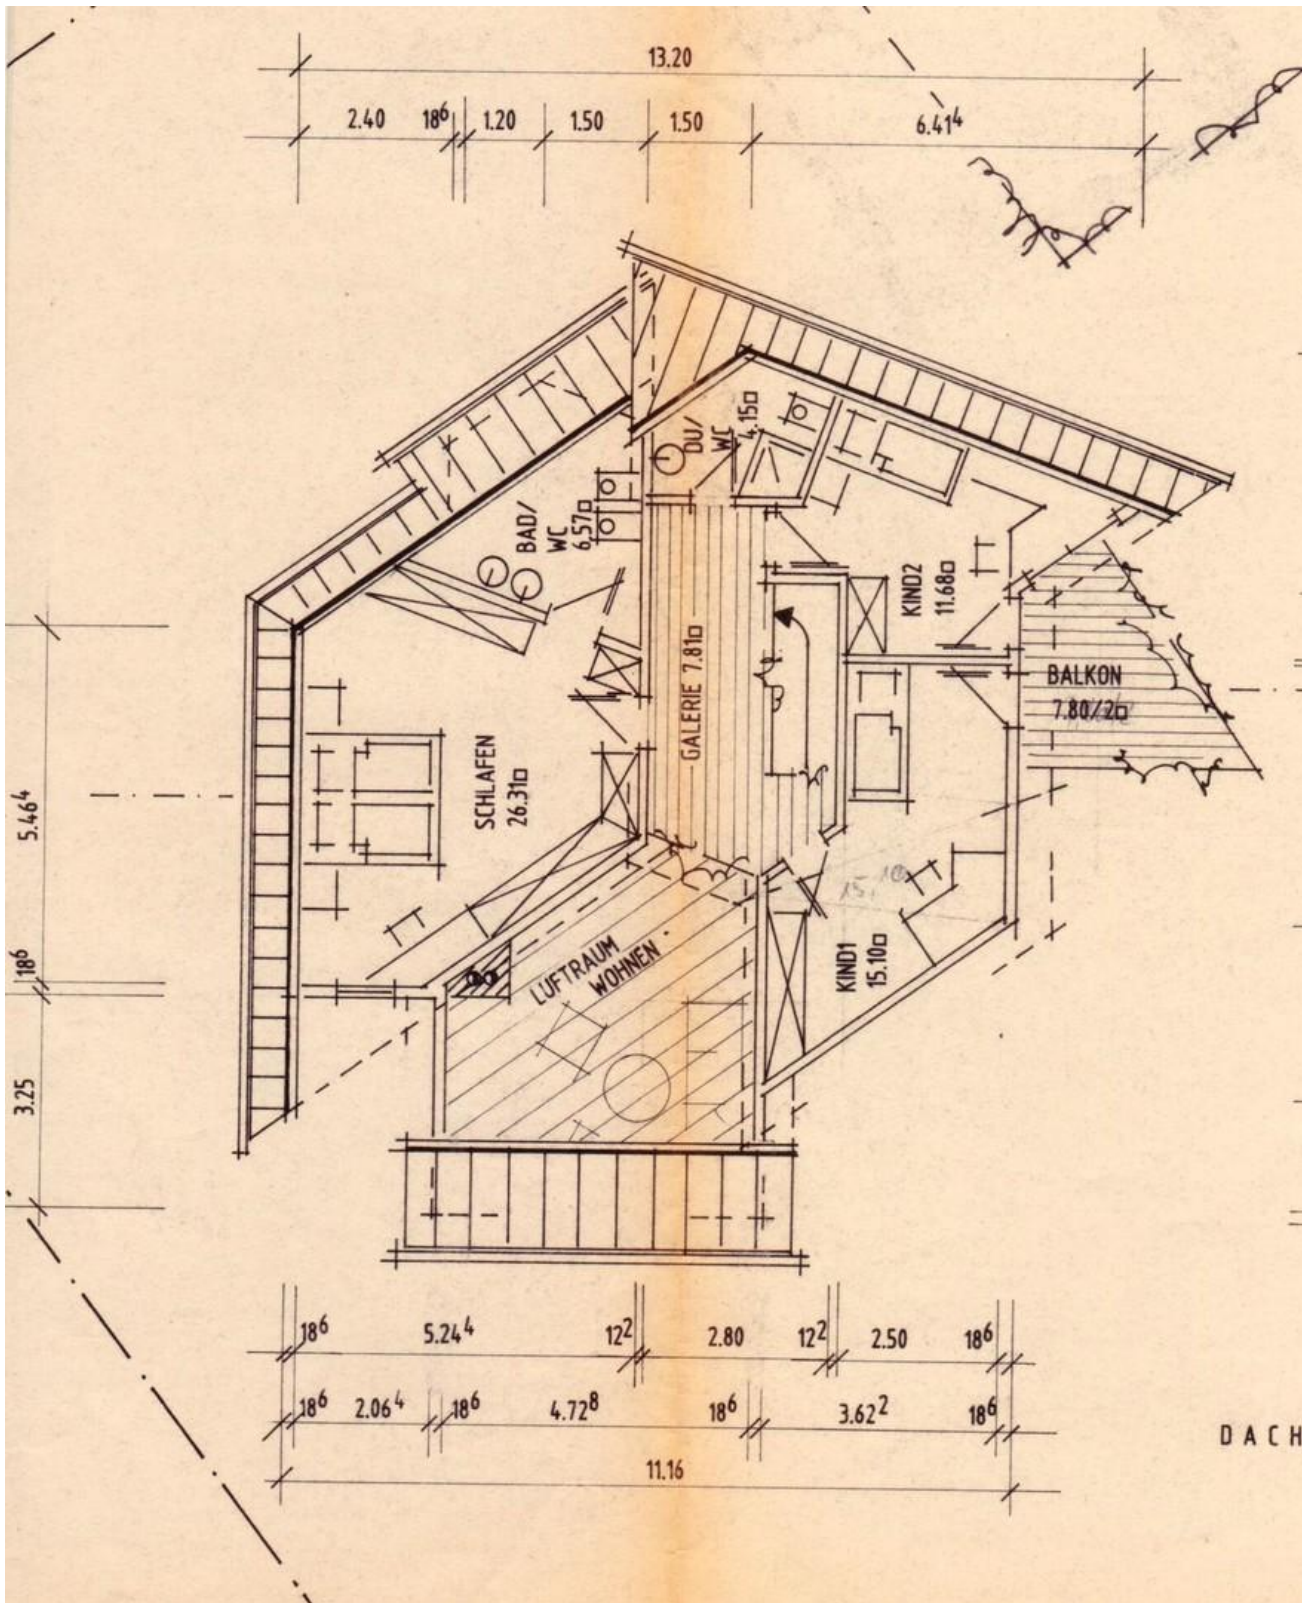 13.20
2.40 18⁶ 1.20 1.50 1.50 6.41⁴
DU/
WC
4.15□
BAD/
WC
6.57□
KIND2
11.68□
GALERIE 7.81□
BALKON
7.80/2□
SCHLAFEN
26.31□
5.46⁴
18⁶
3.25
LUFTRAUM
WOHNEN
KIND1
15.10□
18⁶ 5.24⁴ 12² 2.80 12² 2.50 18⁶
18⁶ 2.06⁴ 18⁶ 4.72⁸ 18⁶ 3.62² 18⁶
11.16
DACH